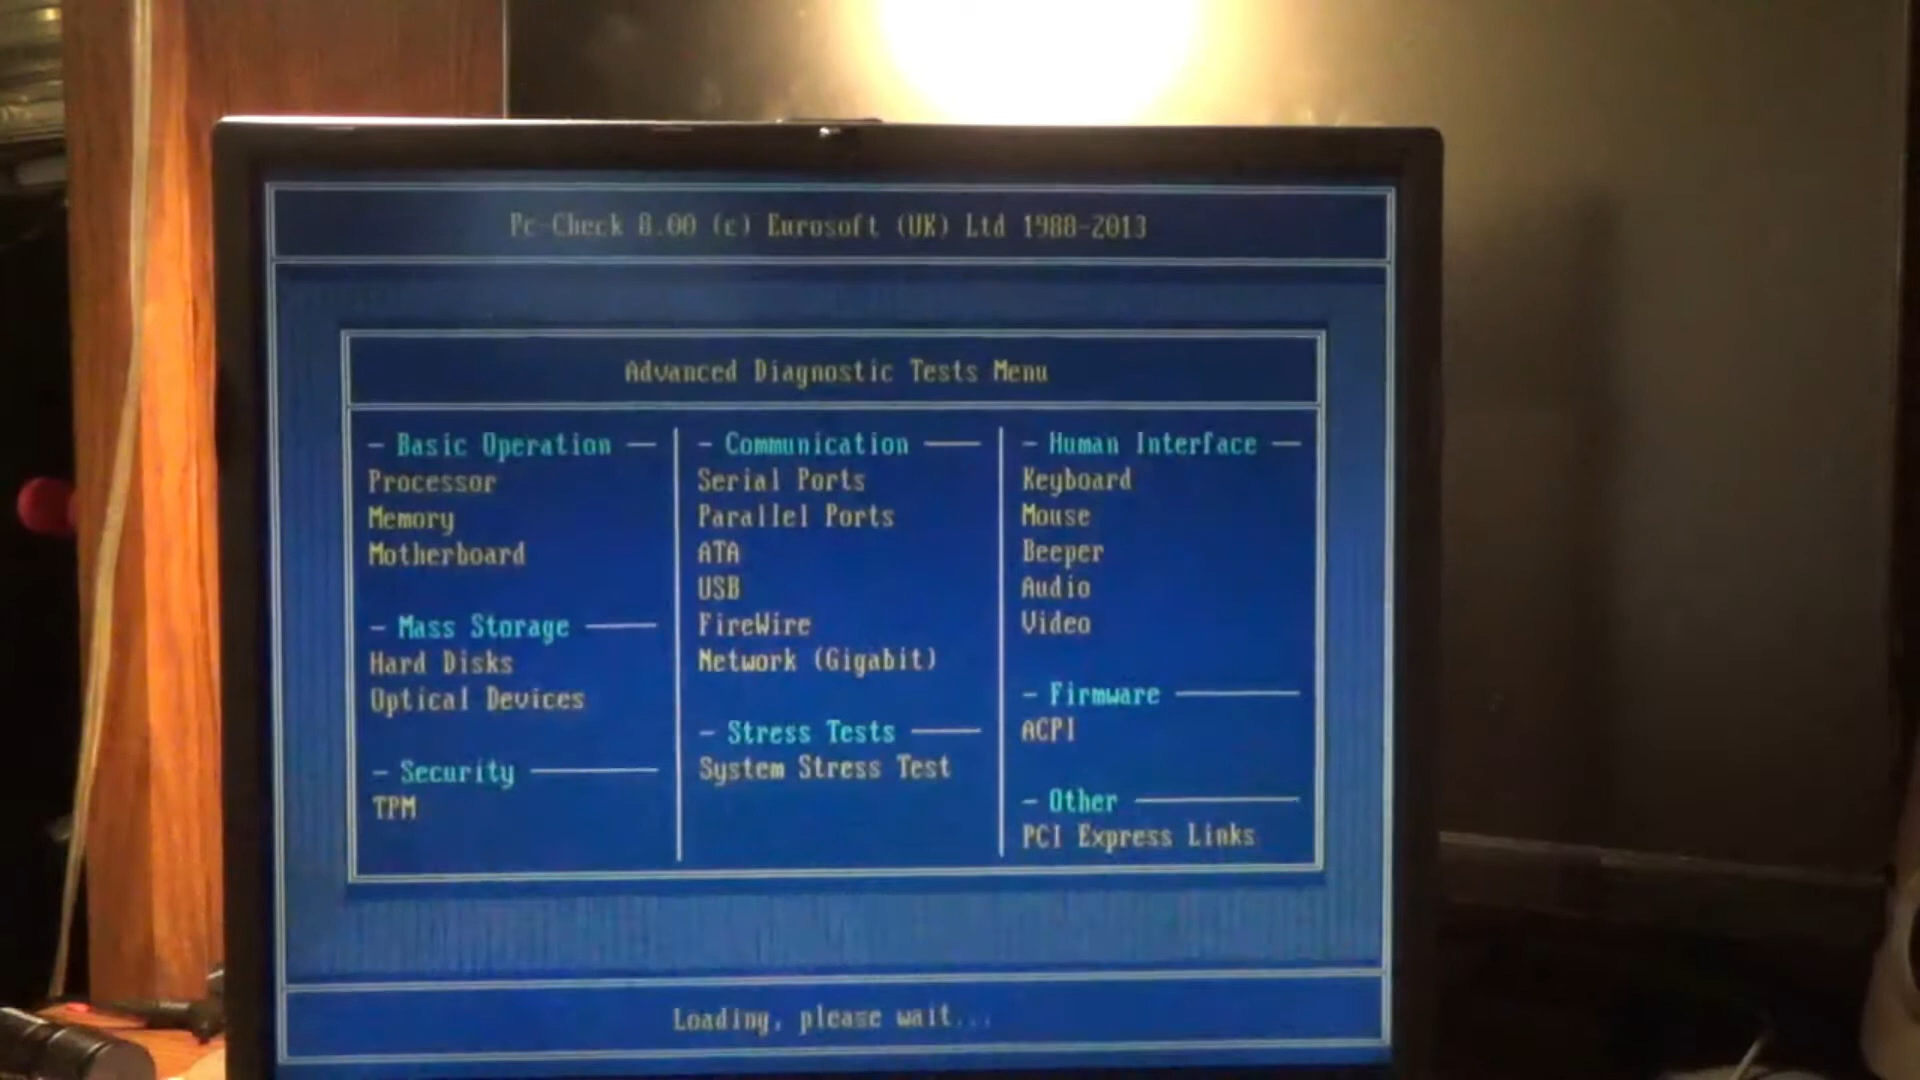 Pc-Check 8.00 (c) Eurosoft (UK) Ltd 1988-2013
Advanced Diagnostic Tests Menu
- Basic Operation
Processor
Memory
Motherboard
- Mass Storage
Hard Disks
Optical Devices
- Security
TPM
- Communication
Serial Ports
Parallel Ports
ATA
USB
FireWire
Network (Gigabit)
- Stress Tests
System Stress Test
- Human Interface
Keyboard
Mouse
Beeper
Audio
Video
- Firmware
ACPI
- Other
PCI Express Links
Loading, please wait...